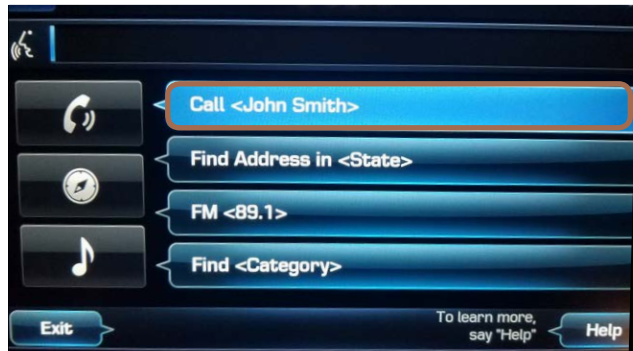 Call <John Smith>
Find Address in <State>
FM <89.1>
Find <Category>
Exit
To learn more,
say "Help"
Help